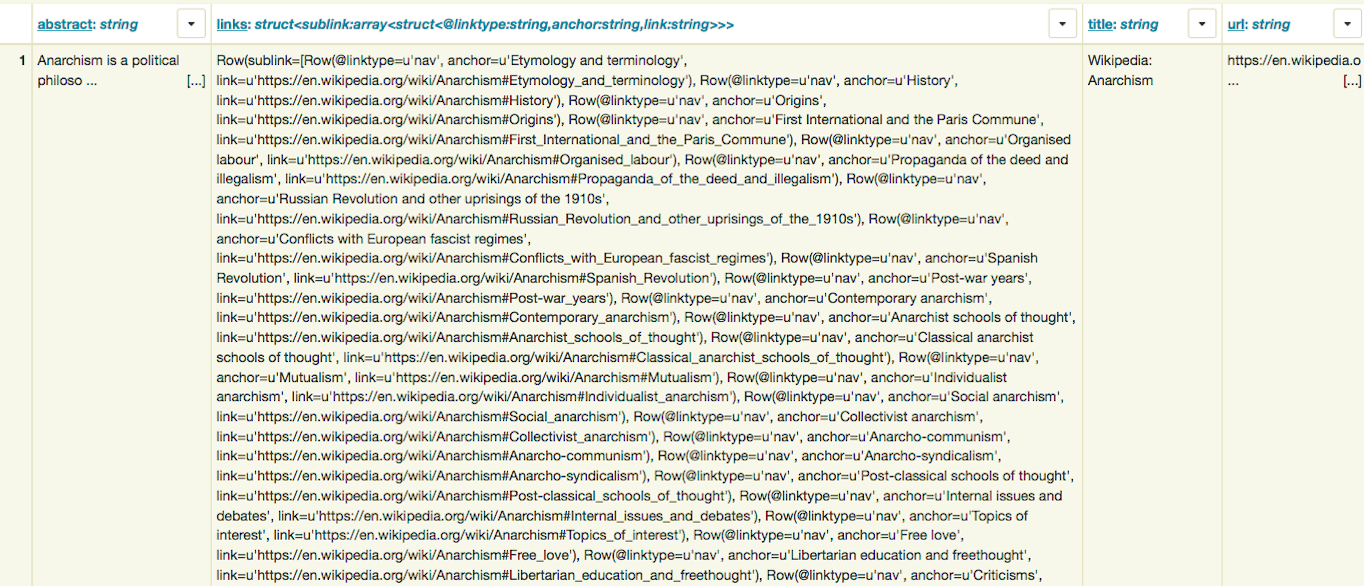 abstract: string links: struct<sublink:array<struct<@linktype:string,anchor:string,link:string>>> title: string url: string
1 Anarchism is a political
philoso ... [...]
Row(sublink=[Row(@linktype=u'nav', anchor=u'Etymology and terminology',
link=u'https://en.wikipedia.org/wiki/Anarchism#Etymology_and_terminology'), Row(@linktype=u'nav', anchor=u'History',
link=u'https://en.wikipedia.org/wiki/Anarchism#History'), Row(@linktype=u'nav', anchor=u'Origins',
link=u'https://en.wikipedia.org/wiki/Anarchism#Origins'), Row(@linktype=u'nav', anchor=u'First International and the Paris Commune',
link=u'https://en.wikipedia.org/wiki/Anarchism#First_International_and_the_Paris_Commune'), Row(@linktype=u'nav', anchor=u'Organised
labour', link=u'https://en.wikipedia.org/wiki/Anarchism#Organised_labour'), Row(@linktype=u'nav', anchor=u'Propaganda of the deed and
illegalism', link=u'https://en.wikipedia.org/wiki/Anarchism#Propaganda_of_the_deed_and_illegalism'), Row(@linktype=u'nav',
anchor=u'Russian Revolution and other uprisings of the 1910s',
link=u'https://en.wikipedia.org/wiki/Anarchism#Russian_Revolution_and_other_uprisings_of_the_1910s'), Row(@linktype=u'nav',
anchor=u'Conflicts with European fascist regimes',
link=u'https://en.wikipedia.org/wiki/Anarchism#Conflicts_with_European_fascist_regimes'), Row(@linktype=u'nav', anchor=u'Spanish
Revolution', link=u'https://en.wikipedia.org/wiki/Anarchism#Spanish_Revolution'), Row(@linktype=u'nav', anchor=u'Post-war years',
link=u'https://en.wikipedia.org/wiki/Anarchism#Post-war_years'), Row(@linktype=u'nav', anchor=u'Contemporary anarchism',
link=u'https://en.wikipedia.org/wiki/Anarchism#Contemporary_anarchism'), Row(@linktype=u'nav', anchor=u'Anarchist schools of thought',
link=u'https://en.wikipedia.org/wiki/Anarchism#Anarchist_schools_of_thought'), Row(@linktype=u'nav', anchor=u'Classical anarchist
schools of thought', link=u'https://en.wikipedia.org/wiki/Anarchism#Classical_anarchist_schools_of_thought'), Row(@linktype=u'nav',
anchor=u'Mutualism', link=u'https://en.wikipedia.org/wiki/Anarchism#Mutualism'), Row(@linktype=u'nav', anchor=u'Individualist
anarchism', link=u'https://en.wikipedia.org/wiki/Anarchism#Individualist_anarchism'), Row(@linktype=u'nav', anchor=u'Social anarchism',
link=u'https://en.wikipedia.org/wiki/Anarchism#Social_anarchism'), Row(@linktype=u'nav', anchor=u'Collectivist anarchism',
link=u'https://en.wikipedia.org/wiki/Anarchism#Collectivist_anarchism'), Row(@linktype=u'nav', anchor=u'Anarcho-communism',
link=u'https://en.wikipedia.org/wiki/Anarchism#Anarcho-communism'), Row(@linktype=u'nav', anchor=u'Anarcho-syndicalism',
link=u'https://en.wikipedia.org/wiki/Anarchism#Anarcho-syndicalism'), Row(@linktype=u'nav', anchor=u'Post-classical schools of thought',
link=u'https://en.wikipedia.org/wiki/Anarchism#Post-classical_schools_of_thought'), Row(@linktype=u'nav', anchor=u'Internal issues and
debates', link=u'https://en.wikipedia.org/wiki/Anarchism#Internal_issues_and_debates'), Row(@linktype=u'nav', anchor=u'Topics of
interest', link=u'https://en.wikipedia.org/wiki/Anarchism#Topics_of_interest'), Row(@linktype=u'nav', anchor=u'Free love',
link=u'https://en.wikipedia.org/wiki/Anarchism#Free_love'), Row(@linktype=u'nav', anchor=u'Libertarian education and freethought',
link=u'https://en.wikipedia.org/wiki/Anarchism#Libertarian_education_and_freethought'), Row(@linktype=u'nav', anchor=u'Criticisms',
Wikipedia:
Anarchism
https://en.wikipedia.o
... [...]